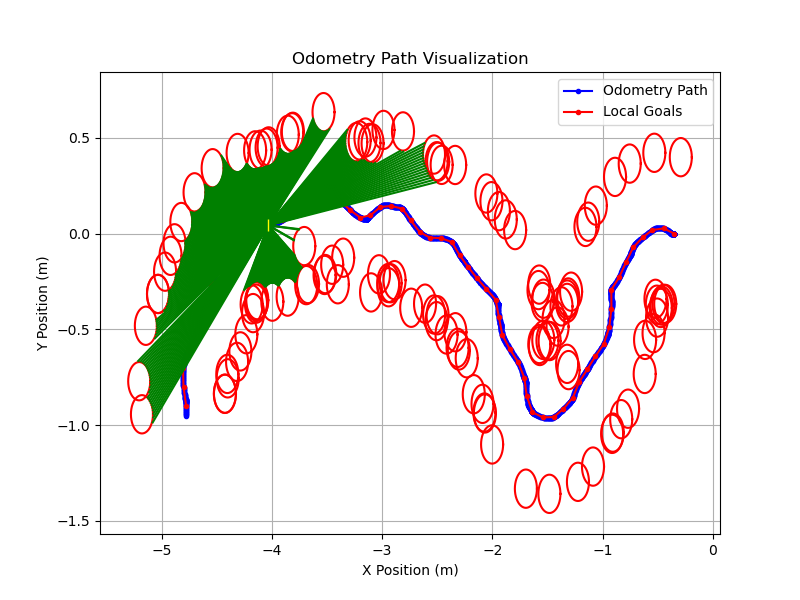 Odometry Path Visualization
Odometry Path
Local Goals
0.5
0.0
−0.5
−1.0
−1.5
Y Position (m)
−5
−4
−3
−2
−1
0
X Position (m)